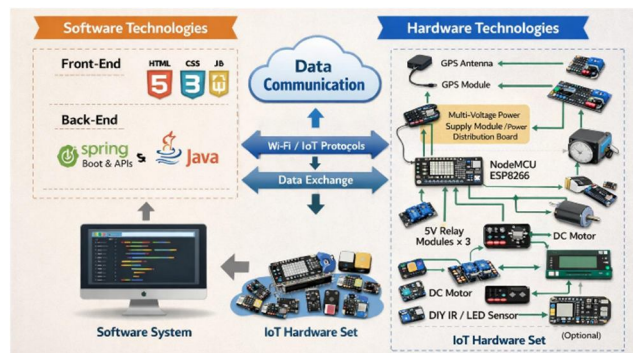 Software Technologies
Front-End
HTML
CSS
JB
5
3
Back-End
spring
Boot & APIs
&
Java
Software System
Data
Communication
Wi-Fi / IoT Protocols
Data Exchange
IoT Hardware Set
Hardware Technologies
GPS Antenna
GPS Module
Multi-Voltage Power
Supply Module /Power
Distribution Board
NodeMCU
ESP8266
5V Relay
Modules × 3
DC Motor
DC Motor
DIY IR / LED Sensor
(Optional)
IoT Hardware Set